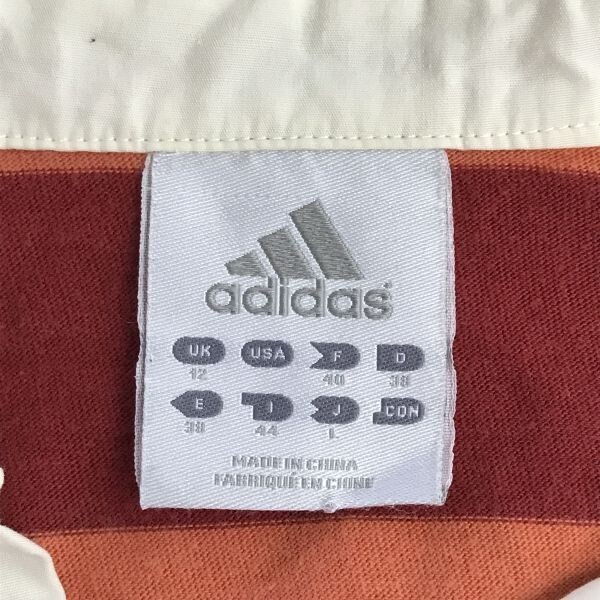 adidas
UK USA F D
12 40 38
E I J CDN
38 44 L
MADE IN CHINA
FABRIQUÉ EN CHINE